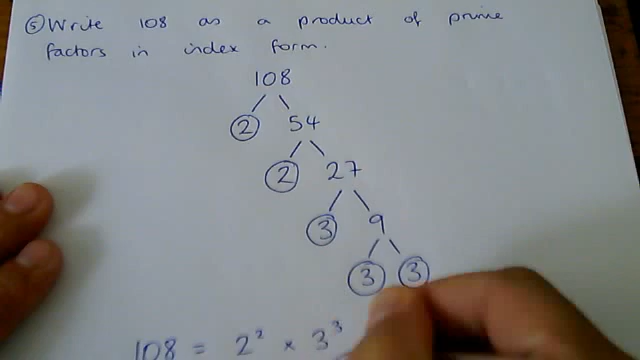 ⑤ Write 108 as a product of prime
factors in index form.
108
2 54
2 27
3 9
3 3
108 = 2² × 3³